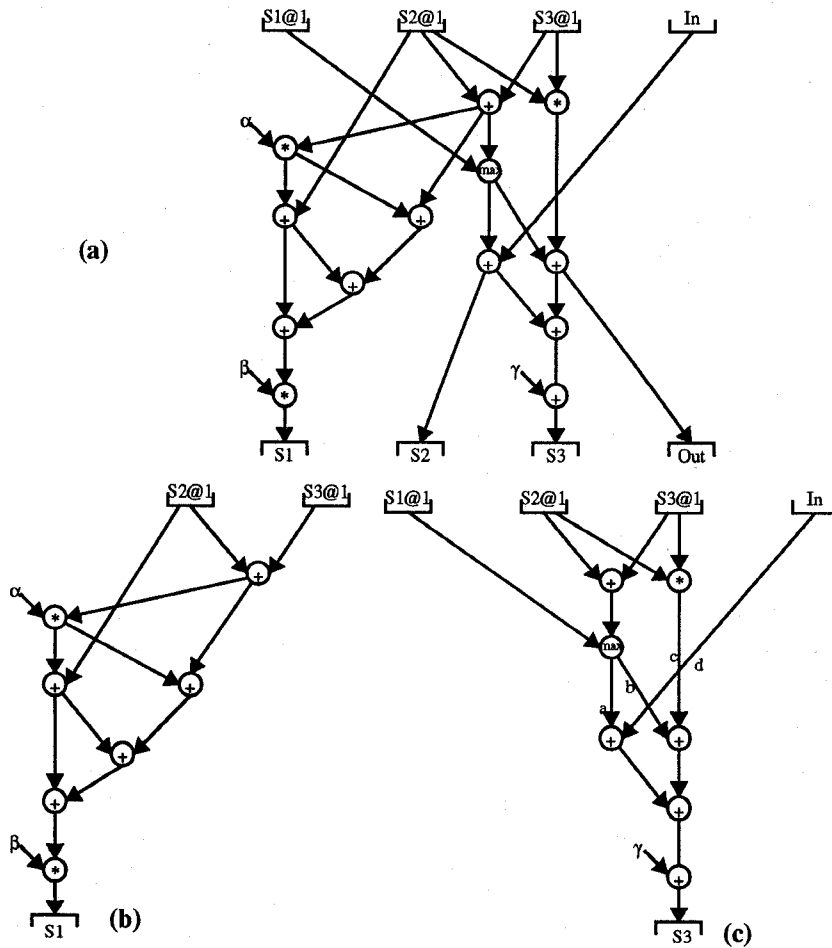 S1@1 S2@1 S3@1 In
+ *
α
*
max
+ +
(a)
+ +
+
+ +
β γ
* +
S1 S2 S3 Out
S2@1 S3@1
+
α
*
+ +
+
+
β
*
S1
(b)
S1@1 S2@1 S3@1 In
+ *
max
c d
b
a
+ +
+
γ
+
S3
(c)